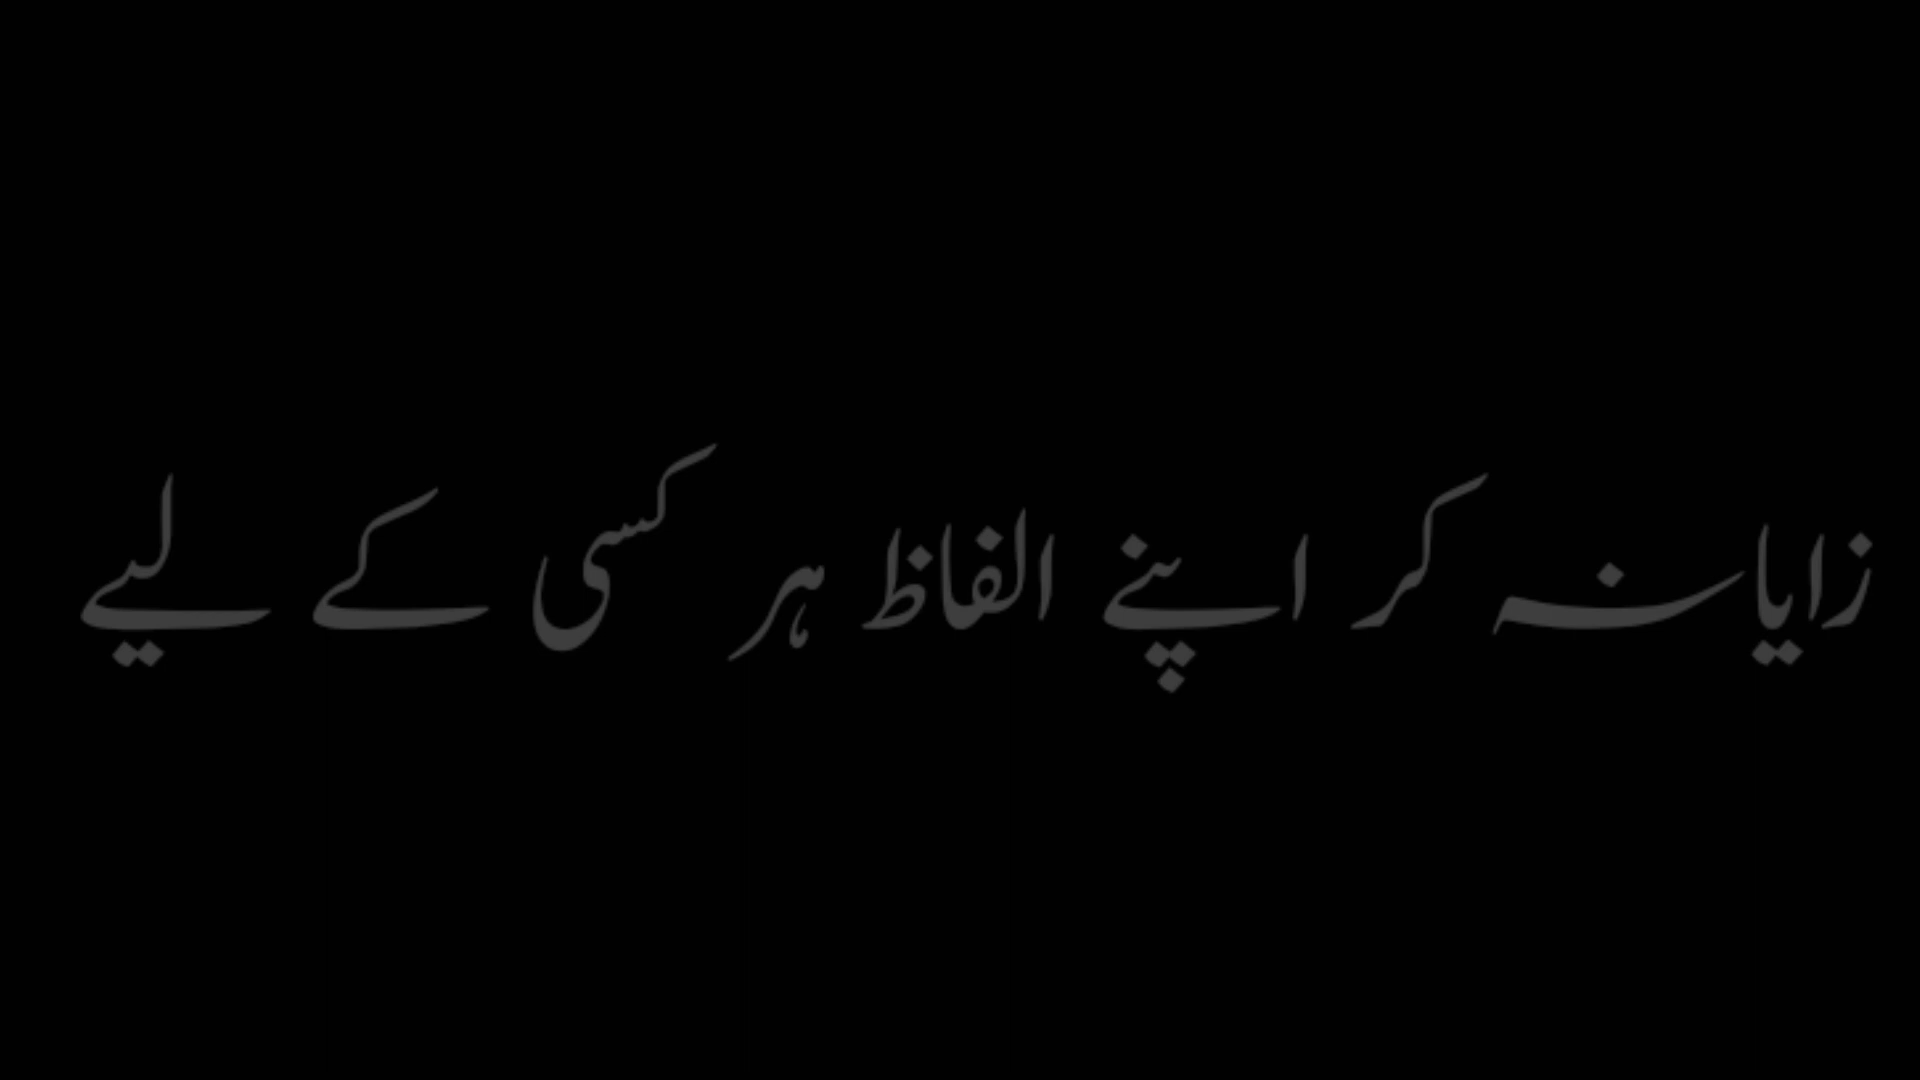 زایا نہ کر اپنے الفاظ ہر کسی کے لیے